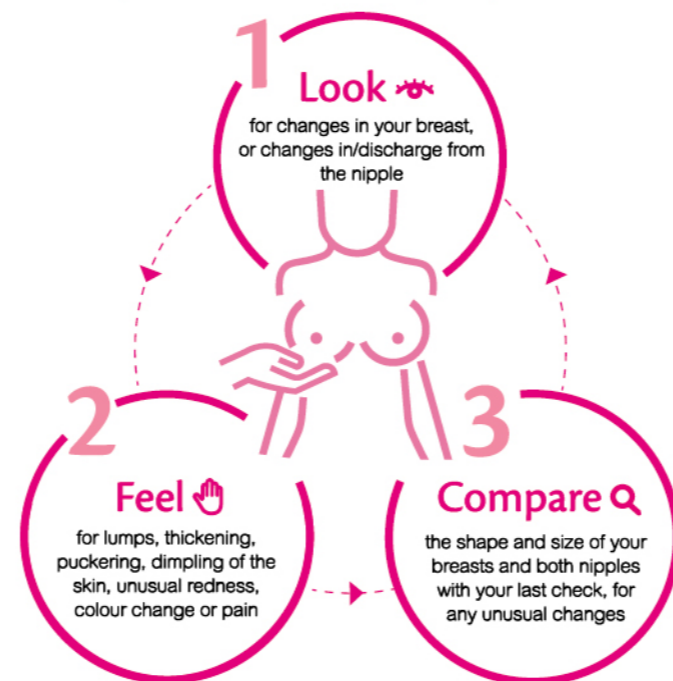 1
Look
for changes in your breast,
or changes in/discharge from
the nipple
2
Feel
for lumps, thickening,
puckering, dimpling of the
skin, unusual redness,
colour change or pain
3
Compare
the shape and size of your
breasts and both nipples
with your last check, for
any unusual changes